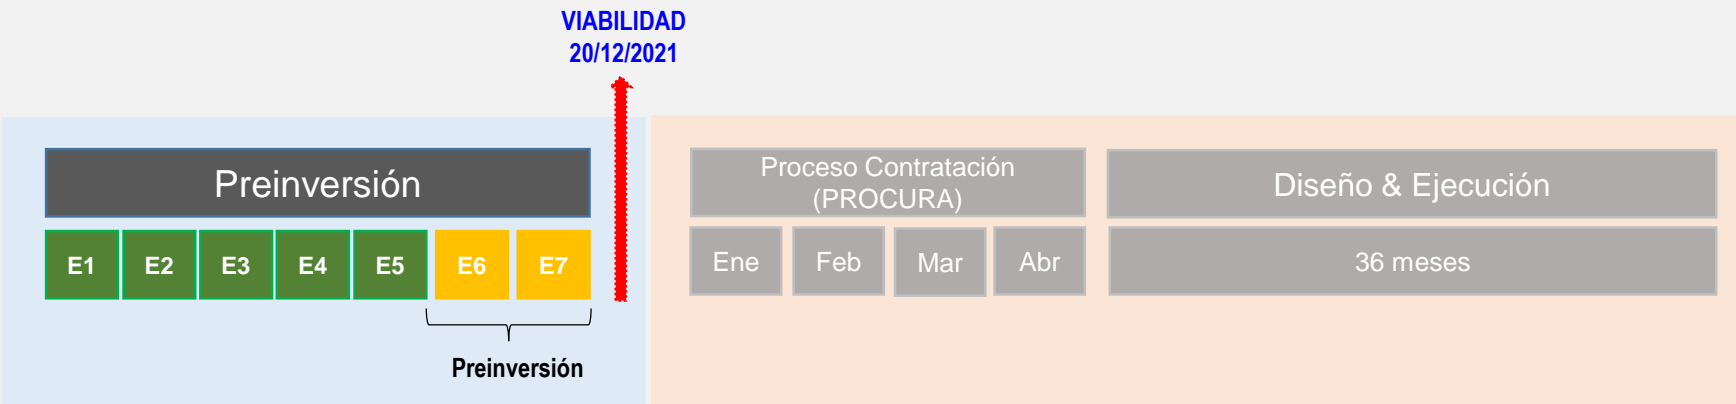 VIABILIDAD
20/12/2021
Preinversión
E1 E2 E3 E4 E5 E6 E7
Preinversión
Proceso Contratación
(PROCURA)
Ene Feb Mar Abr
Diseño & Ejecución
36 meses